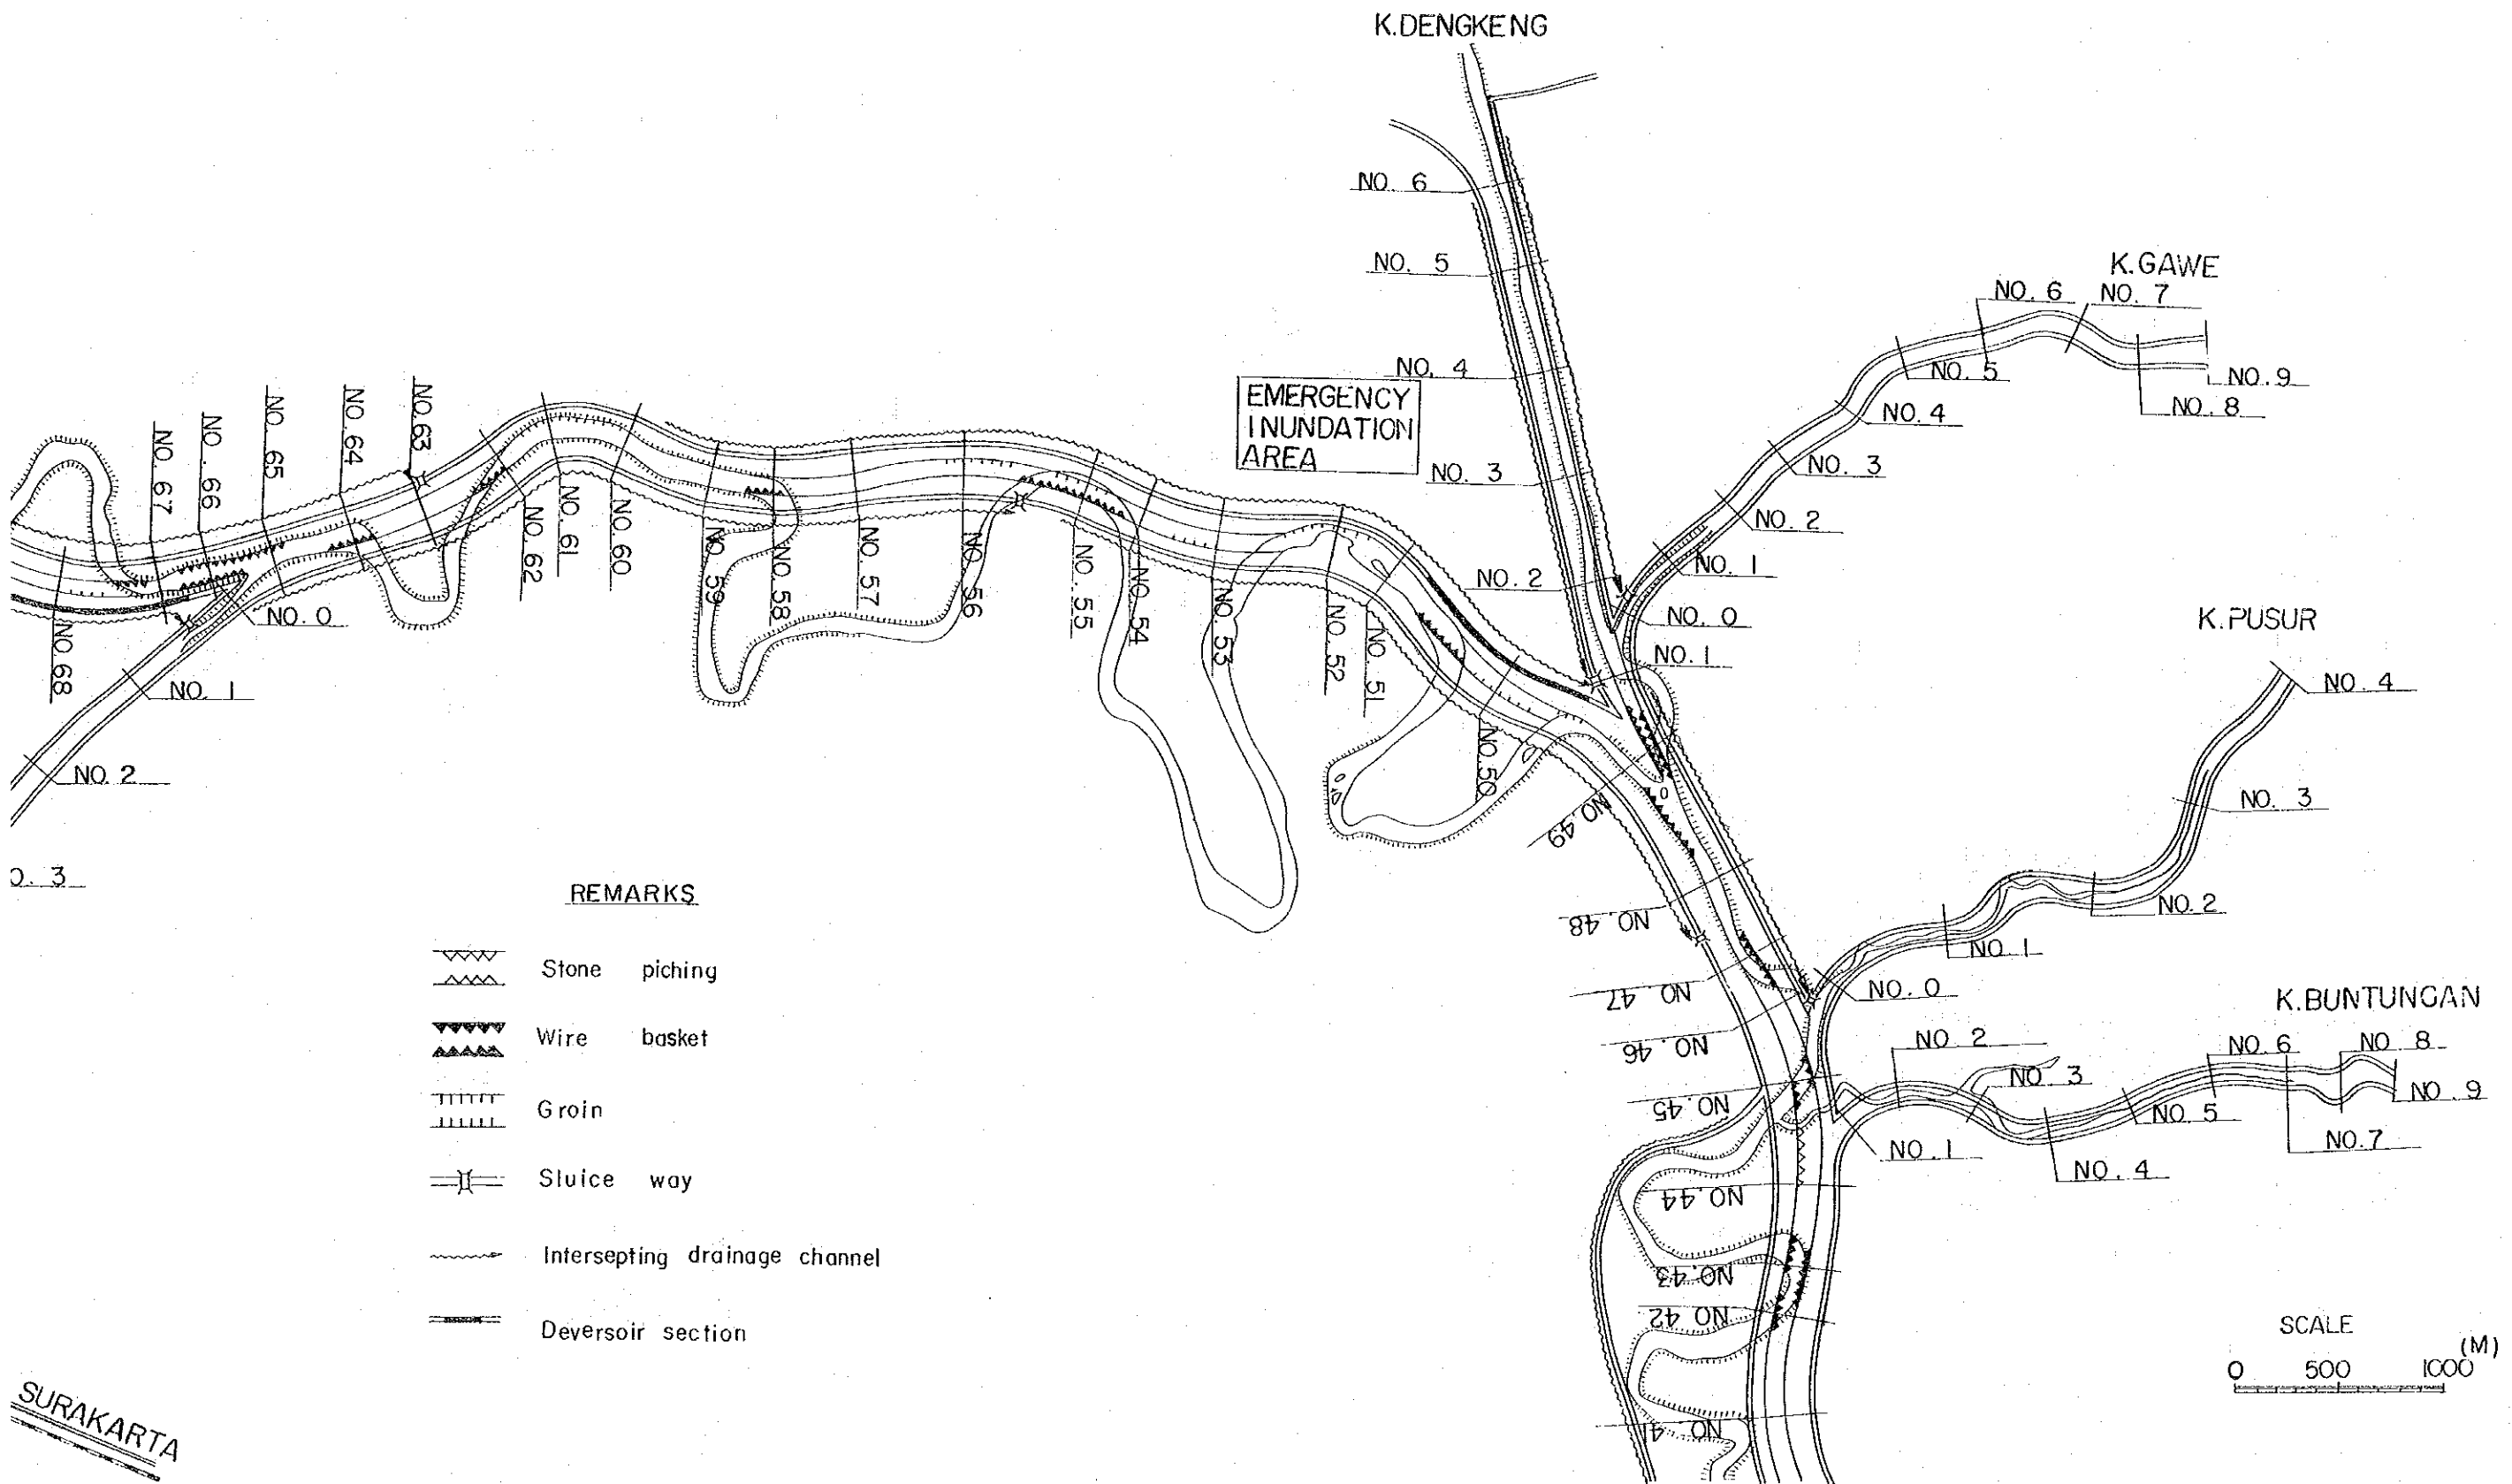 K.DENGKENG
NO. 6
NO. 5
NO. 4
NO. 3
NO. 2
NO. 1
EMERGENCY
INUNDATION
AREA
K.GAWE
NO. 6
NO. 7
NO. 5
NO. 9
NO. 8
NO. 4
NO. 3
NO. 2
NO. 1
NO. 0
K.PUSUR
NO. 4
NO. 3
NO. 2
NO. 1
NO. 0
K.BUNTUNGAN
NO. 2
NO. 3
NO. 6
NO. 8
NO. 9
NO. 5
NO. 7
NO. 4
NO. 1
NO. 68
NO. 67
NO. 66
NO. 65
NO. 64
NO. 63
NO. 62
NO. 61
NO. 60
NO. 59
NO. 58
NO. 57
NO. 56
NO. 55
NO. 54
NO. 53
NO. 52
NO. 51
NO. 50
NO. 49
NO. 48
NO. 47
NO. 46
NO. 45
NO. 44
NO. 43
NO. 42
NO. 41
0
NO. 0
NO. 1
NO. 2
O. 3
REMARKS
Stone piching
Wire basket
Groin
Sluice way
Intersepting drainage channel
Deversoir section
SURAKARTA
SCALE
(M)
0 500 1000